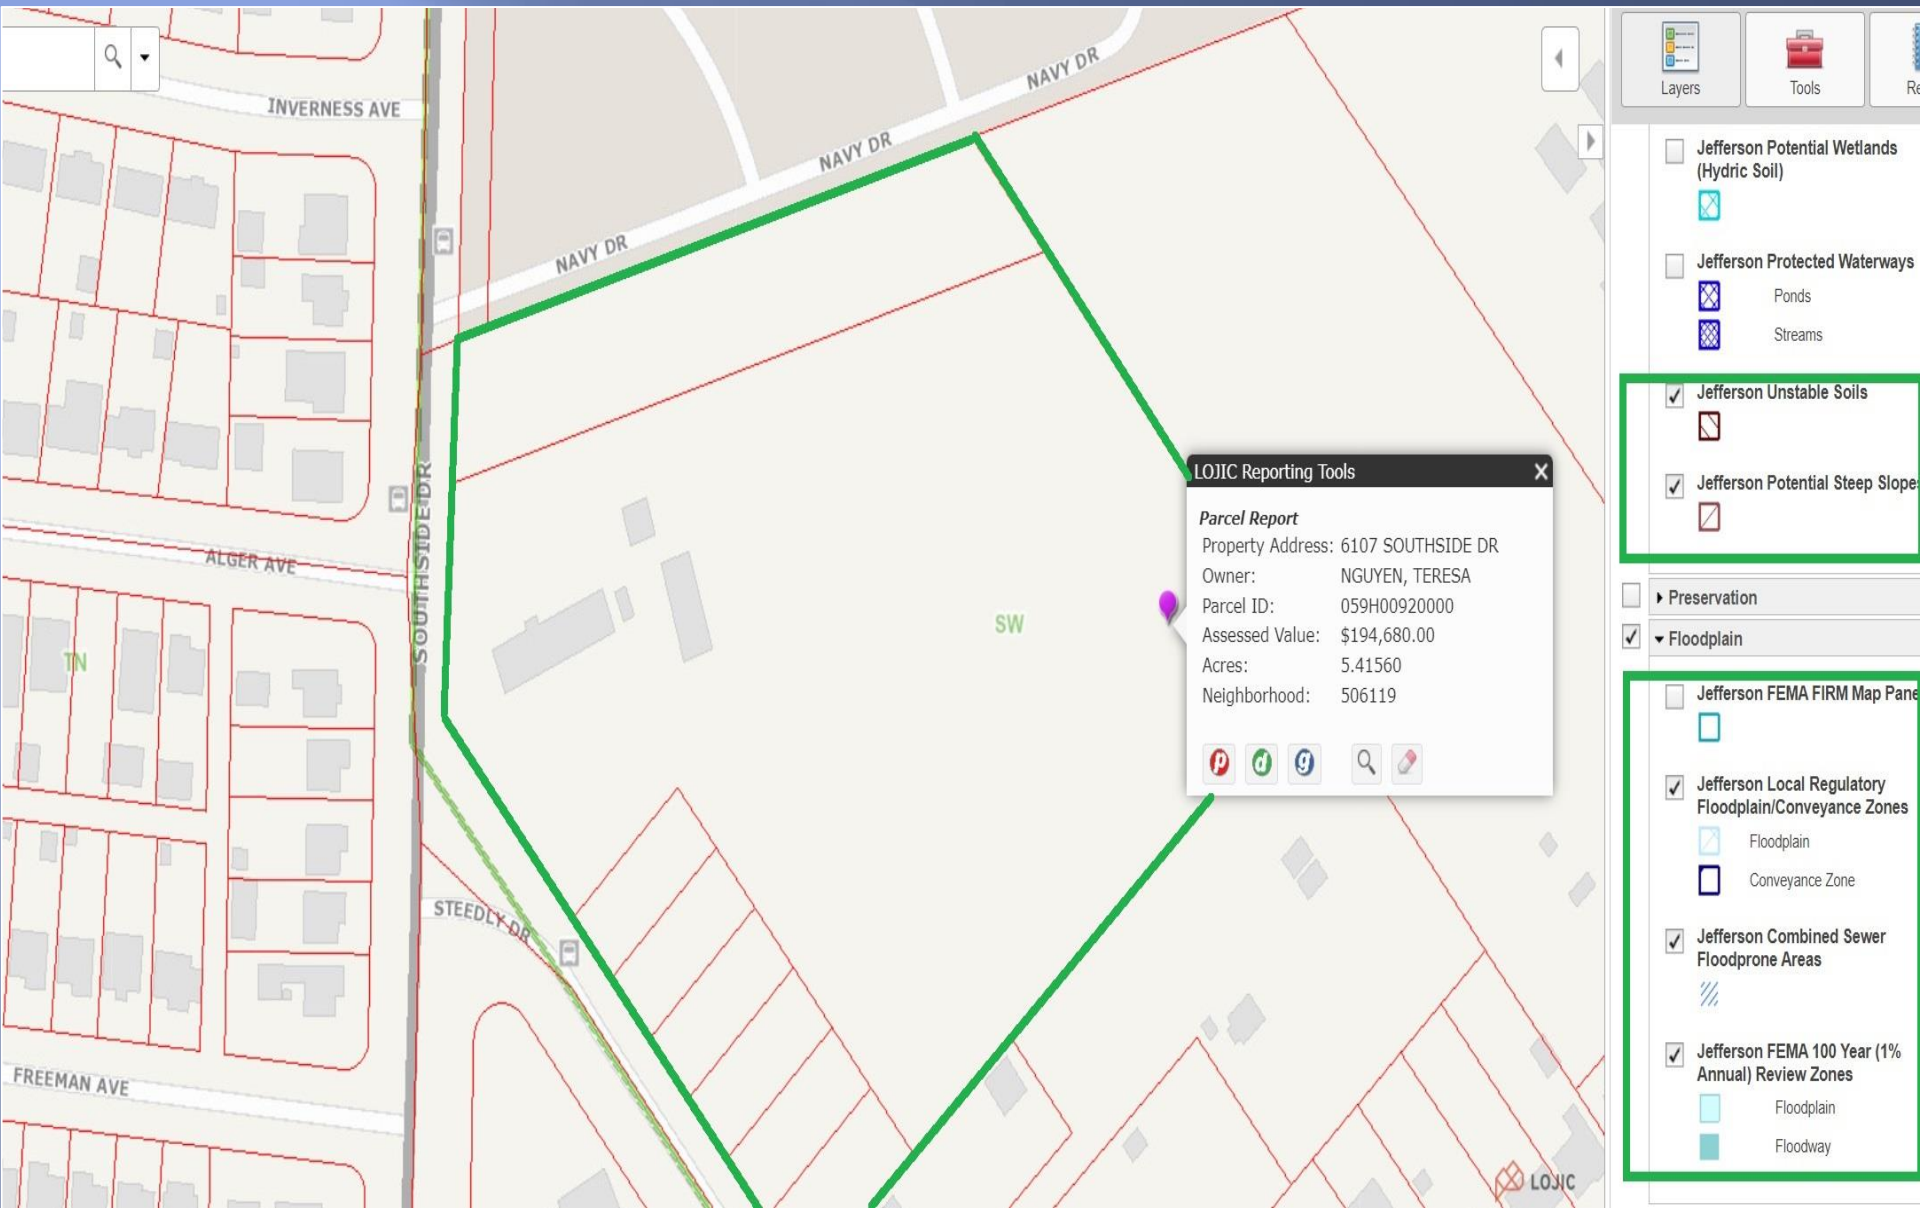 INVERNESS AVE
NAVY DR
NAVY DR
NAVY DR
SOUTHSIDE DR
ALGER AVE
TN
SW
STEEDLY DR
FREEMAN AVE
LOJIC
LOJIC Reporting Tools
Parcel Report
Property Address: 6107 SOUTHSIDE DR
Owner: NGUYEN, TERESA
Parcel ID: 059H00920000
Assessed Value: $194,680.00
Acres: 5.41560
Neighborhood: 506119
p d g
Layers
Tools
Jefferson Potential Wetlands
(Hydric Soil)
Jefferson Protected Waterways
Ponds
Streams
Jefferson Unstable Soils
Jefferson Potential Steep Slope
Preservation
Floodplain
Jefferson FEMA FIRM Map Pane
Jefferson Local Regulatory
Floodplain/Conveyance Zones
Floodplain
Conveyance Zone
Jefferson Combined Sewer
Floodprone Areas
Jefferson FEMA 100 Year (1%
Annual) Review Zones
Floodplain
Floodway